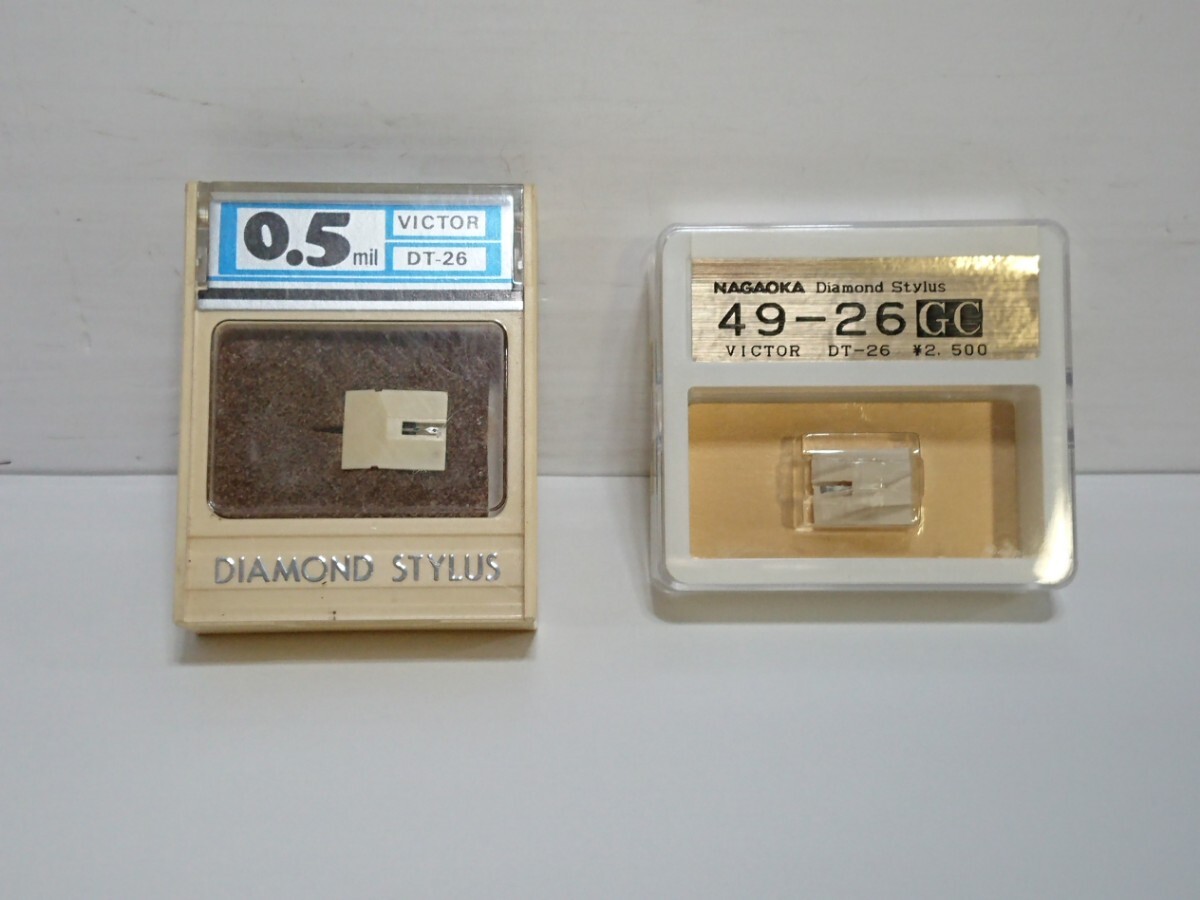 0.5 mil
VICTOR
DT-26
DIAMOND STYLUS
NAGAOKA Diamond Stylus
49-26 GC
VICTOR DT-26 ¥2.500